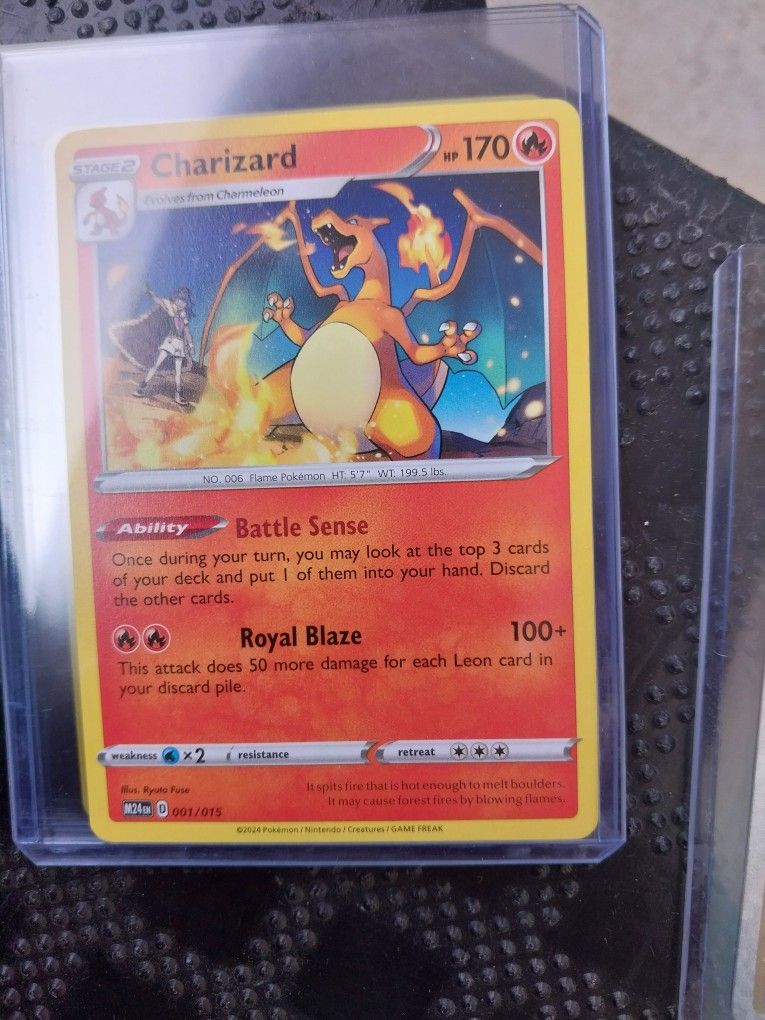 STAGE 2 Charizard HP 170
Evolves from Charmeleon
NO. 006 Flame Pokémon HT: 5'7" WT: 199.5 lbs.
Ability Battle Sense
Once during your turn, you may look at the top 3 cards
of your deck and put 1 of them into your hand. Discard
the other cards.
Royal Blaze 100+
This attack does 50 more damage for each Leon card in
your discard pile.
weakness ×2 resistance retreat
Illus. Ryuta Fuse
It spits fire that is hot enough to melt boulders.
It may cause forest fires by blowing flames.
M24 EN D 001/015
©2024 Pokémon / Nintendo / Creatures / GAME FREAK